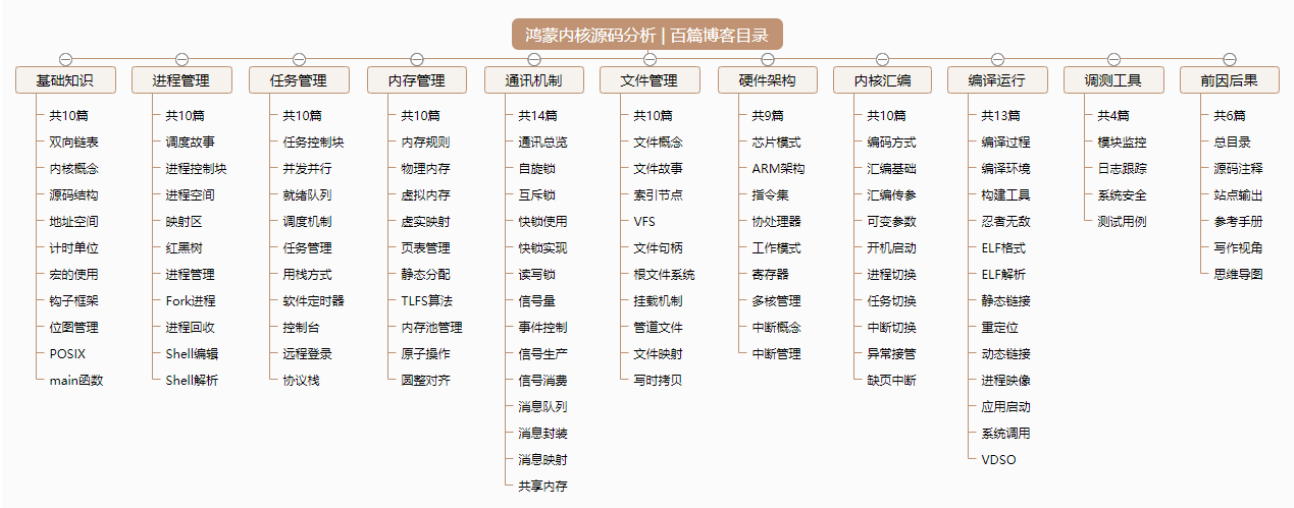 鸿蒙内核源码分析 | 百篇博客目录
基础知识
共10篇
双向链表
内核概念
源码结构
地址空间
计时单位
宏的使用
钩子框架
位图管理
POSIX
main函数
进程管理
共10篇
调度故事
进程控制块
进程空间
映射区
红黑树
进程管理
Fork进程
进程回收
Shell编辑
Shell解析
任务管理
共10篇
任务控制块
并发并行
就绪队列
调度机制
任务管理
用栈方式
软件定时器
控制台
远程登录
协议栈
内存管理
共10篇
内存规则
物理内存
虚拟内存
虚实映射
页表管理
静态分配
TLFS算法
内存池管理
原子操作
圆整对齐
通讯机制
共14篇
通讯总览
自旋锁
互斥锁
快锁使用
快锁实现
读写锁
信号量
事件控制
信号生产
信号消费
消息队列
消息封装
消息映射
共享内存
文件管理
共10篇
文件概念
文件故事
索引节点
VFS
文件句柄
根文件系统
挂载机制
管道文件
文件映射
写时拷贝
硬件架构
共9篇
芯片模式
ARM架构
指令集
协处理器
工作模式
寄存器
多核管理
中断概念
中断管理
内核汇编
共10篇
编码方式
汇编基础
汇编传参
可变参数
开机启动
进程切换
任务切换
中断切换
异常接管
缺页中断
编译运行
共13篇
编译过程
编译环境
构建工具
忍者无敌
ELF格式
ELF解析
静态链接
重定位
动态链接
进程映像
应用启动
系统调用
VDSO
调测工具
共4篇
模块监控
日志跟踪
系统安全
测试用例
前因后果
共6篇
总目录
源码注释
站点输出
参考手册
写作视角
思维导图